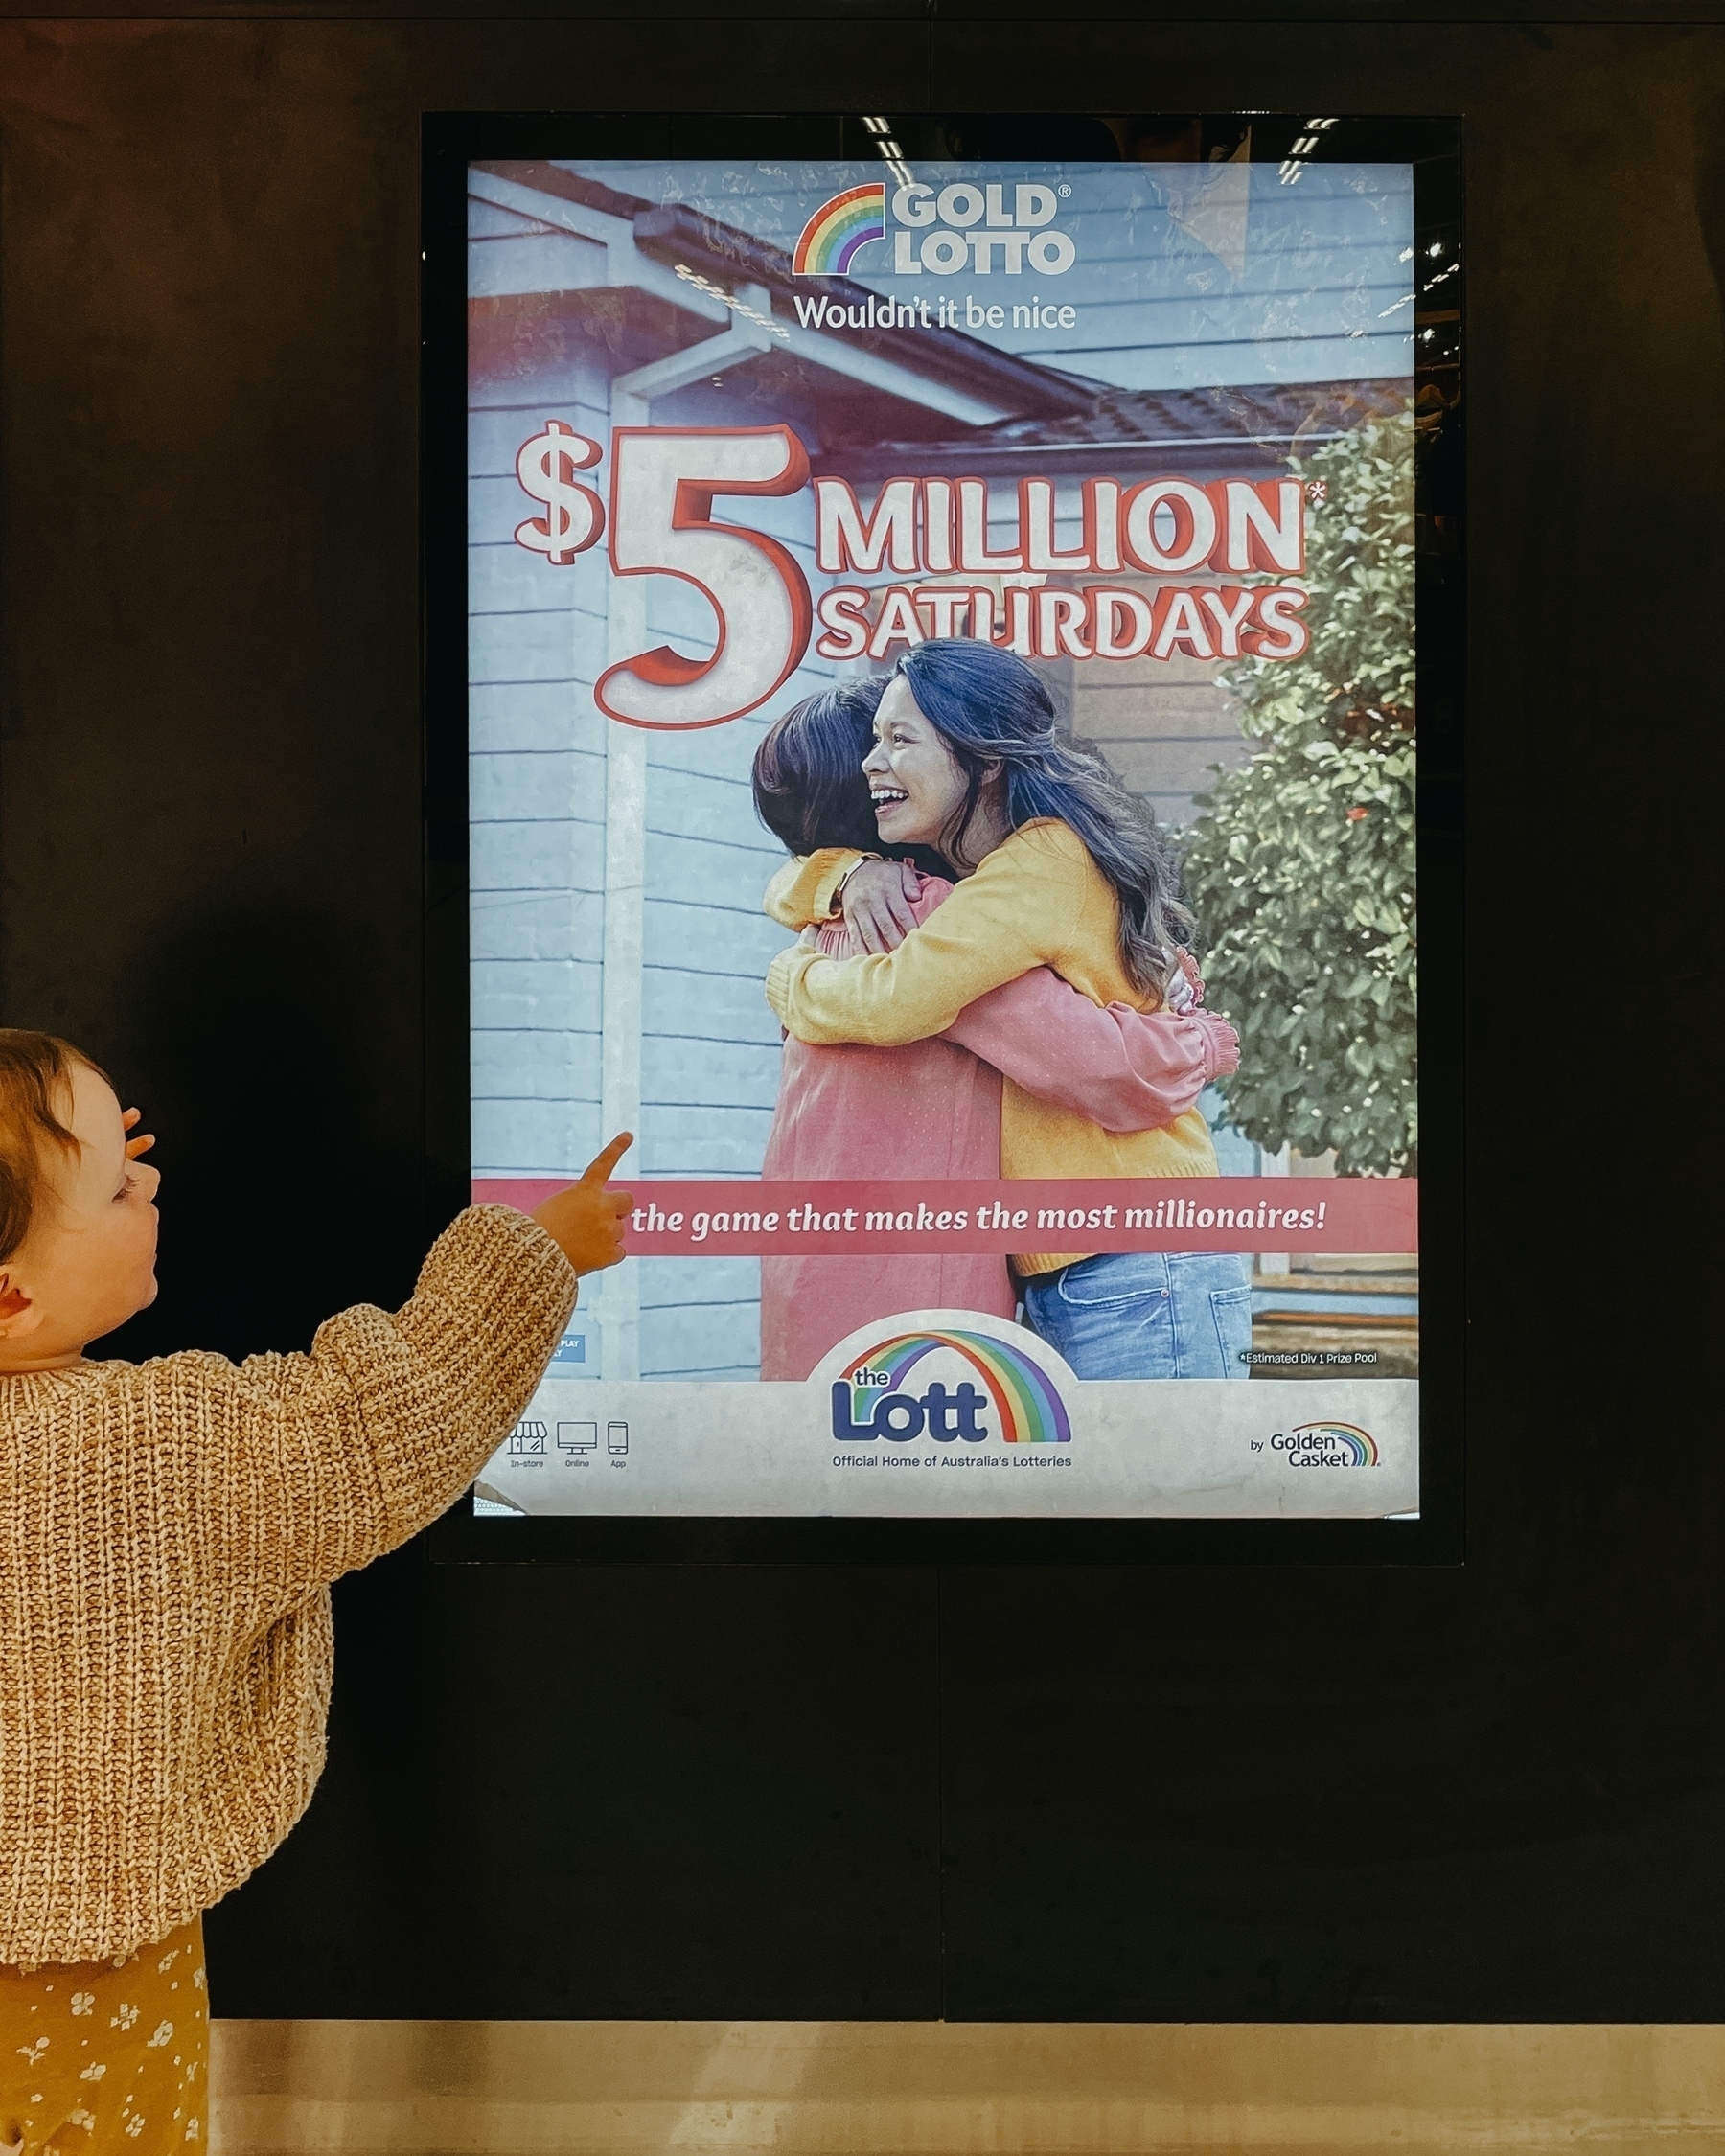 GOLD®
LOTTO
Wouldn't it be nice
$5 MILLION*
SATURDAYS
the game that makes the most millionaires!
PLAY
*Estimated Div 1 Prize Pool
the
Lott
Official Home of Australia's Lotteries
In-store Online App
by Golden
Casket